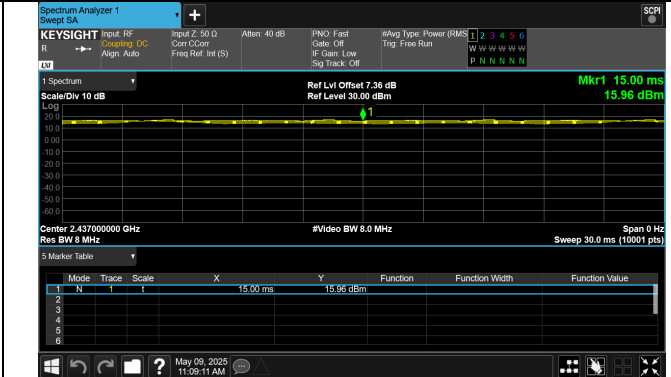 Spectrum Analyzer 1
Swept SA
+
SCPI
KEYSIGHT Input: RF Input Z: 50 Ω Atten: 40 dB PNO: Fast #Avg Type: Power (RMS 1 2 3 4 5 6
R Coupling: DC Corr CCorr Gate: Off Trig: Free Run W W W W W W
Align: Auto Freq Ref: Int (S) IF Gain: Low P N N N N N
LXI Sig Track: Off
1 Spectrum Ref Lvl Offset 7.36 dB Mkr1 15.00 ms
Scale/Div 10 dB Ref Level 30.00 dBm 15.96 dBm
Log
1
20.0
10.0
0.00
-10.0
-20.0
-30.0
-40.0
-50.0
-60.0
Center 2.437000000 GHz #Video BW 8.0 MHz Span 0 Hz
Res BW 8 MHz Sweep 30.0 ms (10001 pts)
5 Marker Table
Mode Trace Scale X Y Function Function Width Function Value
1 N 1 t 15.00 ms 15.96 dBm
2
3
4
5
6
? May 09, 2025
11:09:11 AM